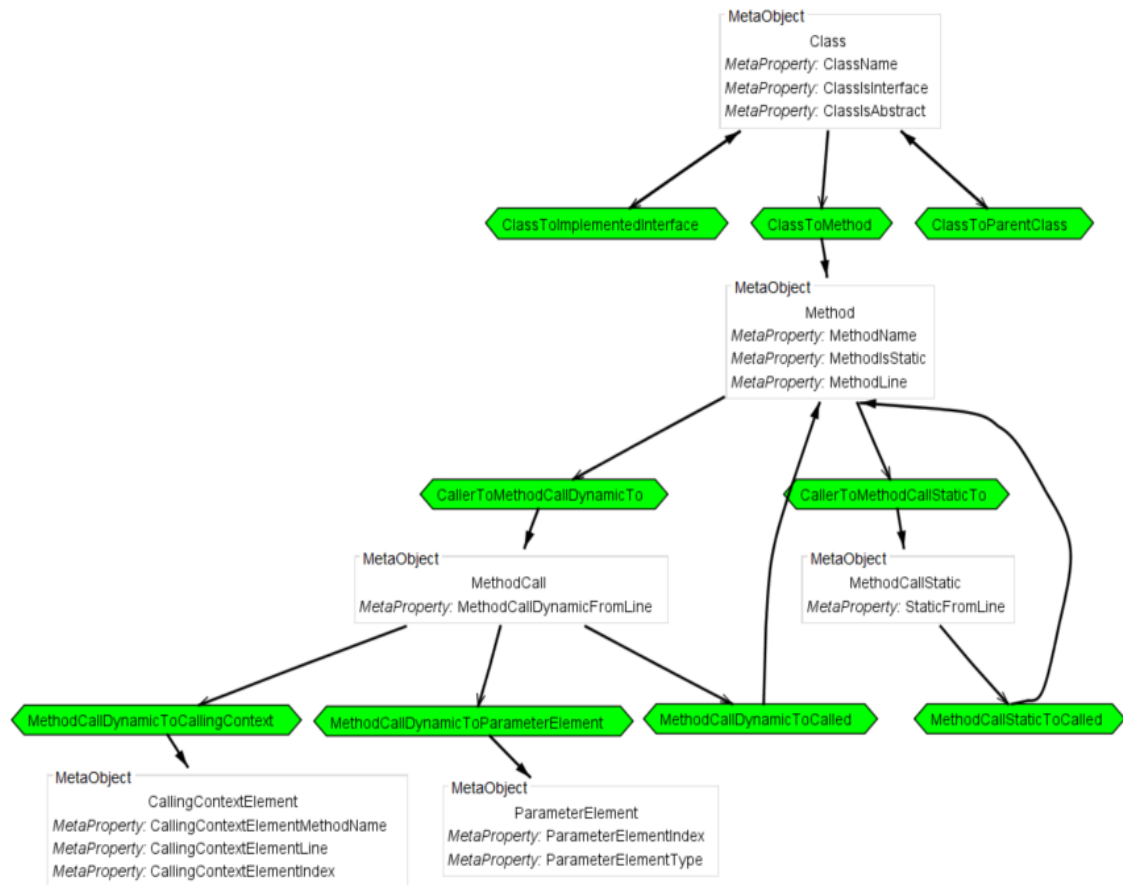 MetaObject
Class
MetaProperty: ClassName
MetaProperty: ClassIsInterface
MetaProperty: ClassIsAbstract
ClassToImplementedInterface
ClassToMethod
ClassToParentClass
MetaObject
Method
MetaProperty: MethodName
MetaProperty: MethodIsStatic
MetaProperty: MethodLine
CallerToMethodCallDynamicTo
CallerToMethodCallStaticTo
MetaObject
MethodCall
MetaProperty: MethodCallDynamicFromLine
MetaObject
MethodCallStatic
MetaProperty: StaticFromLine
MethodCallDynamicToCallingContext
MethodCallDynamicToParameterElement
MethodCallDynamicToCalled
MethodCallStaticToCalled
MetaObject
CallingContextElement
MetaProperty: CallingContextElementMethodName
MetaProperty: CallingContextElementLine
MetaProperty: CallingContextElementIndex
MetaObject
ParameterElement
MetaProperty: ParameterElementIndex
MetaProperty: ParameterElementType